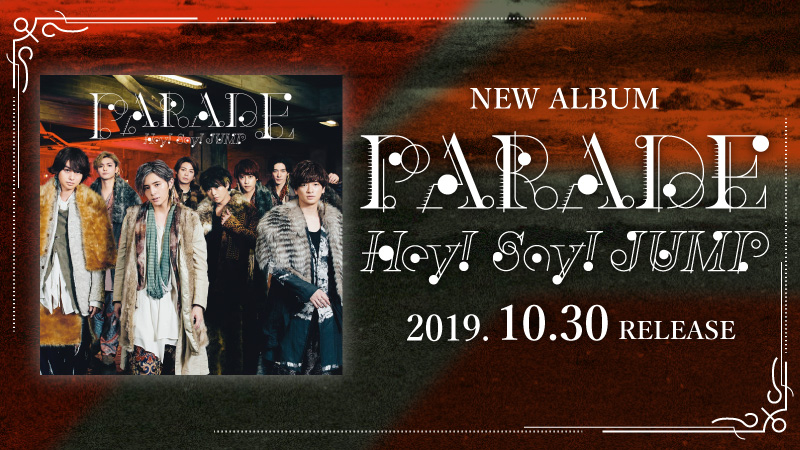 PARADE
Hey! Say! JUMP
NEW ALBUM
PARADE
Hey! Say! JUMP
2019. 10.30 RELEASE